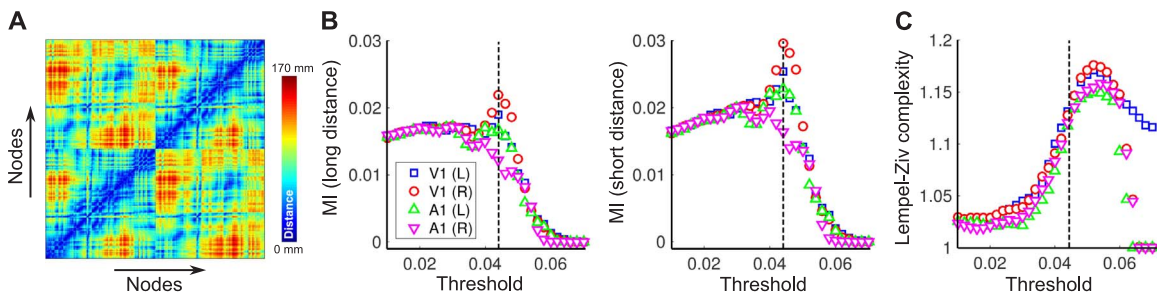 A
Nodes
Nodes
170 mm
Distance
0 mm
B
MI (long distance)
0.03
0.02
0.01
0
V1 (L)
V1 (R)
A1 (L)
A1 (R)
0.02
0.04
0.06
Threshold
MI (short distance)
0.03
0.02
0.01
0
0.02
0.04
0.06
Threshold
C
Lempel-Ziv complexity
1.2
1.15
1.1
1.05
1
0.02
0.04
0.06
Threshold